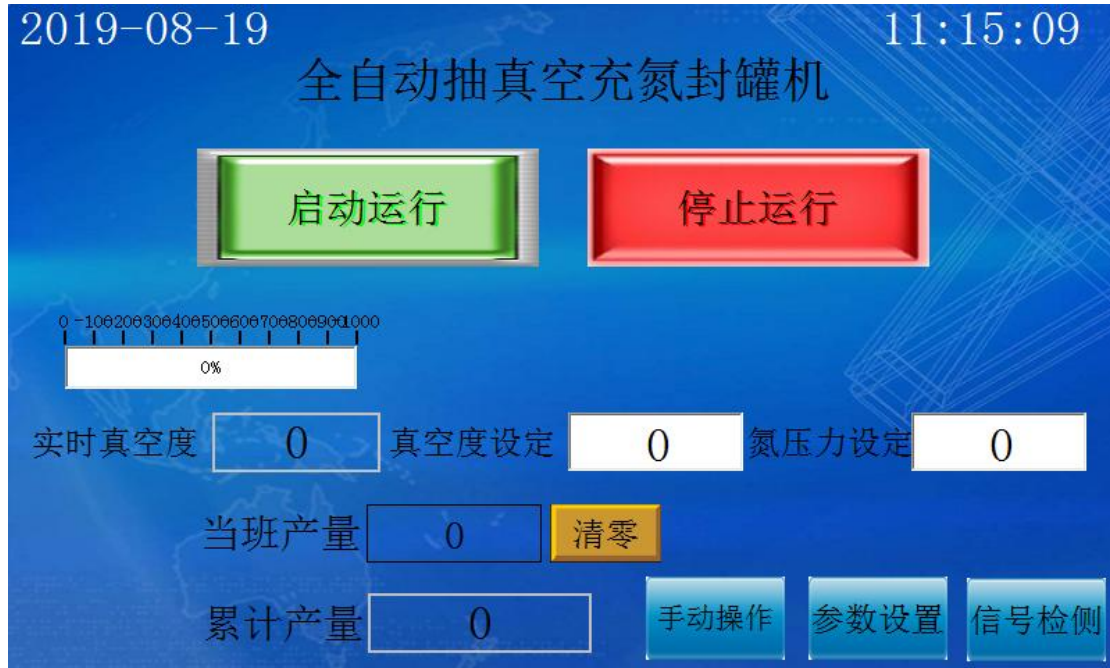 2019-08-19 11:15:09
全自动抽真空充氮封罐机
启动运行 停止运行
0 -1002003004005006007008009001000
0%
实时真空度 0 真空度设定 0 氮压力设定 0
当班产量 0 清零
累计产量 0 手动操作 参数设置 信号检侧